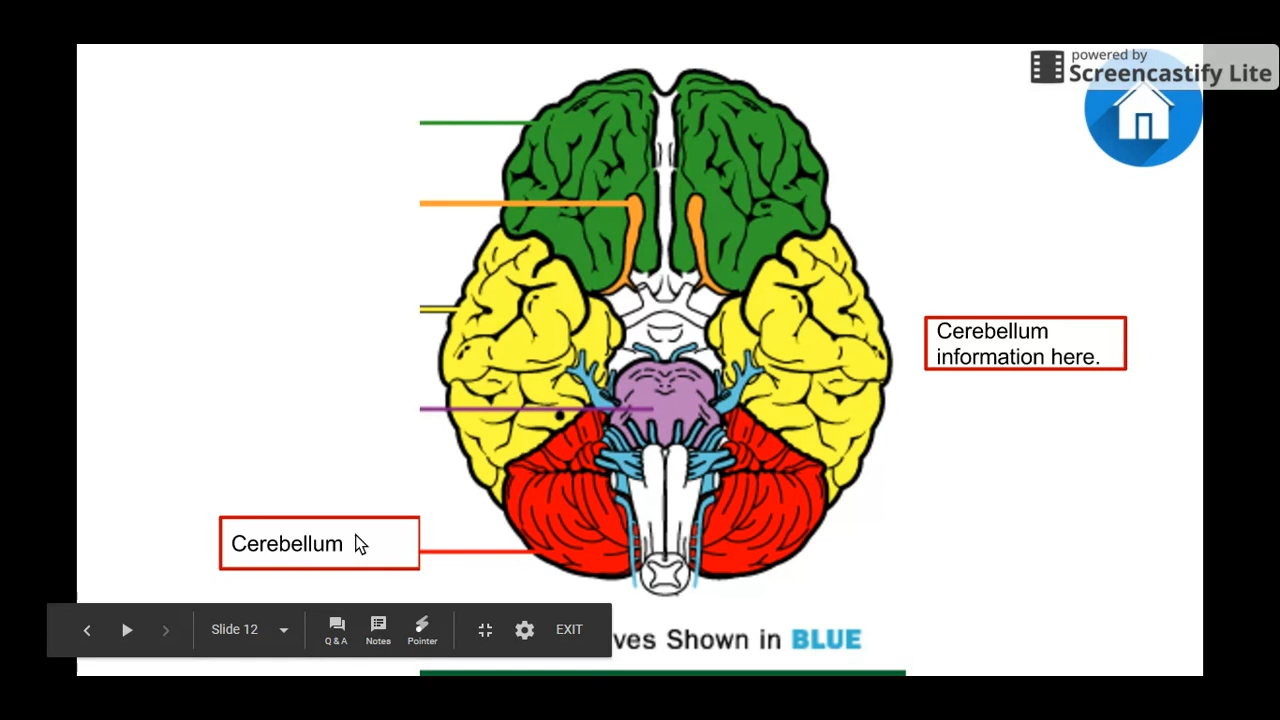 powered by
Screencastify Lite
Cerebellum
information here.
Cerebellum
Slide 12
Q & A
Notes
Pointer
EXIT
ves Shown in BLUE